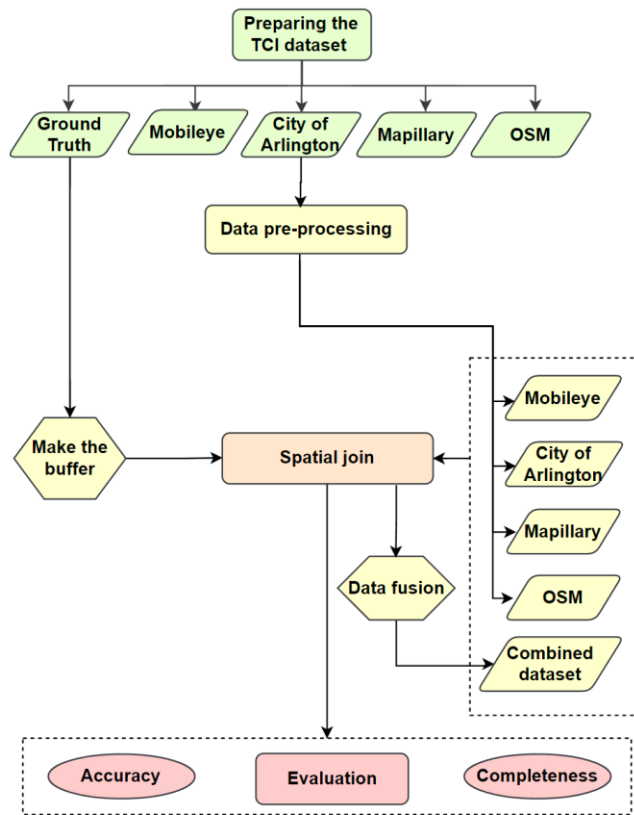 Preparing the
TCI dataset
Ground
Truth
Mobileye
City of
Arlington
Mapillary
OSM
Data pre-processing
Mobileye
Make the
buffer
Spatial join
City of
Arlington
Mapillary
Data fusion
OSM
Combined
dataset
Accuracy
Evaluation
Completeness